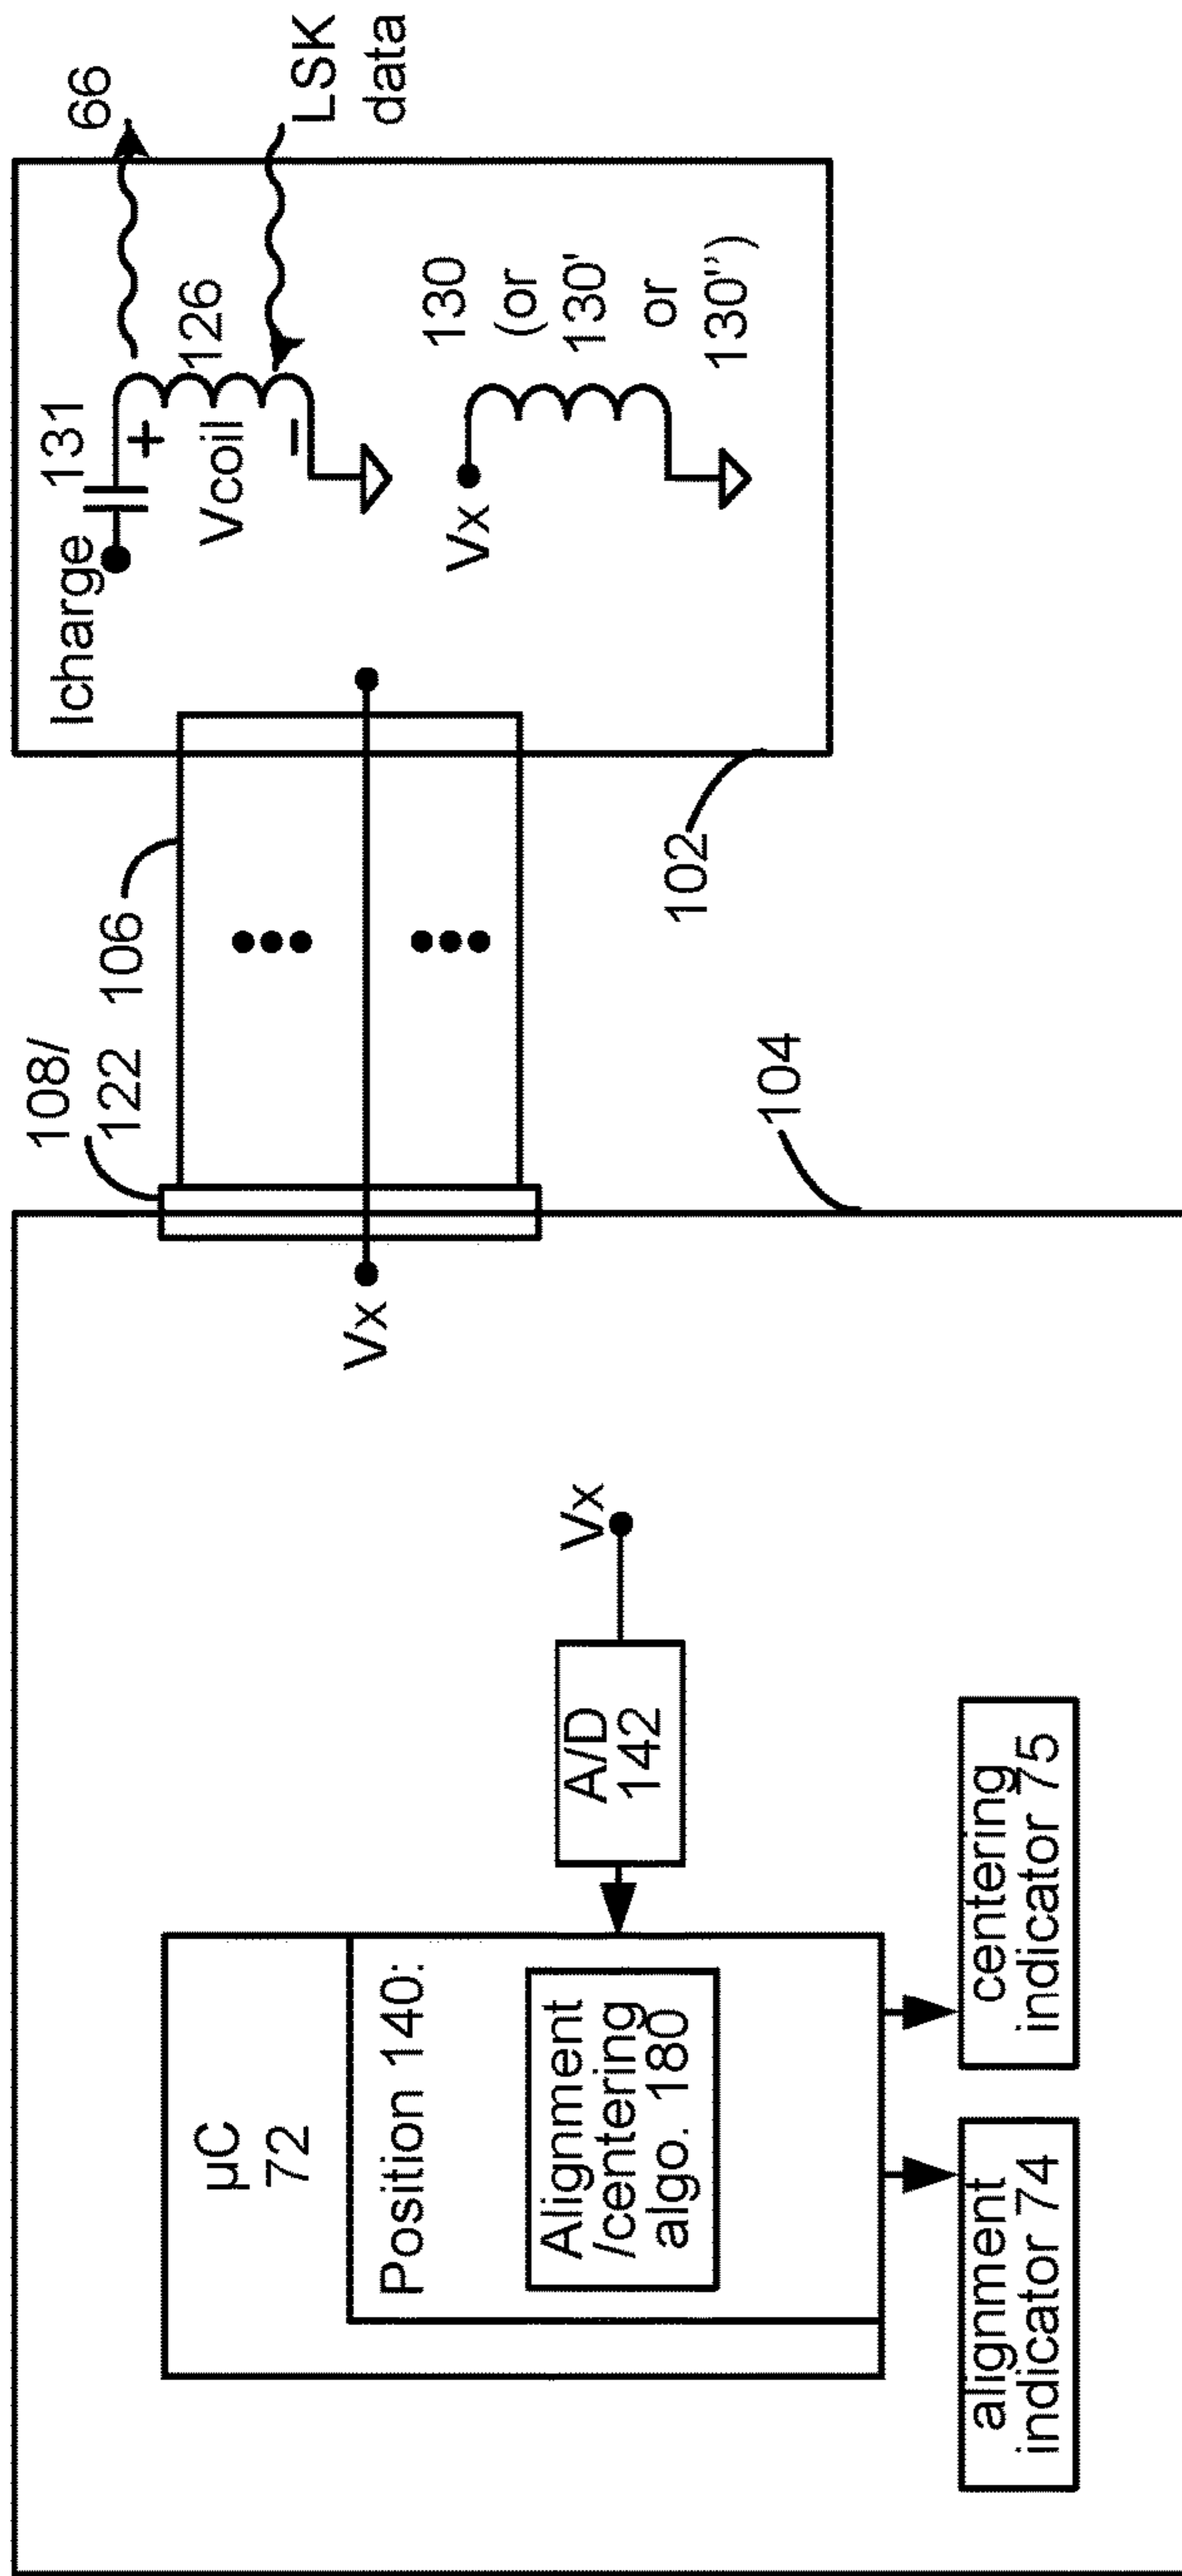 µC
72
Position 140:
Alignment
/centering
algo. 180
alignment
indicator 74
centering
indicator 75
A/D
142
Vx
Vx
104
108/
122
106
102
Icharge
131
+
Vcoil
–
126
66
LSK
data
Vx
130
(or
130'
or
130'')